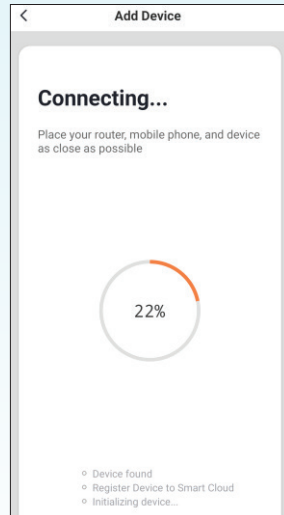 Add Device
Connecting...
Place your router, mobile phone, and device
as close as possible
22%
Device found
Register Device to Smart Cloud
Initializing device...